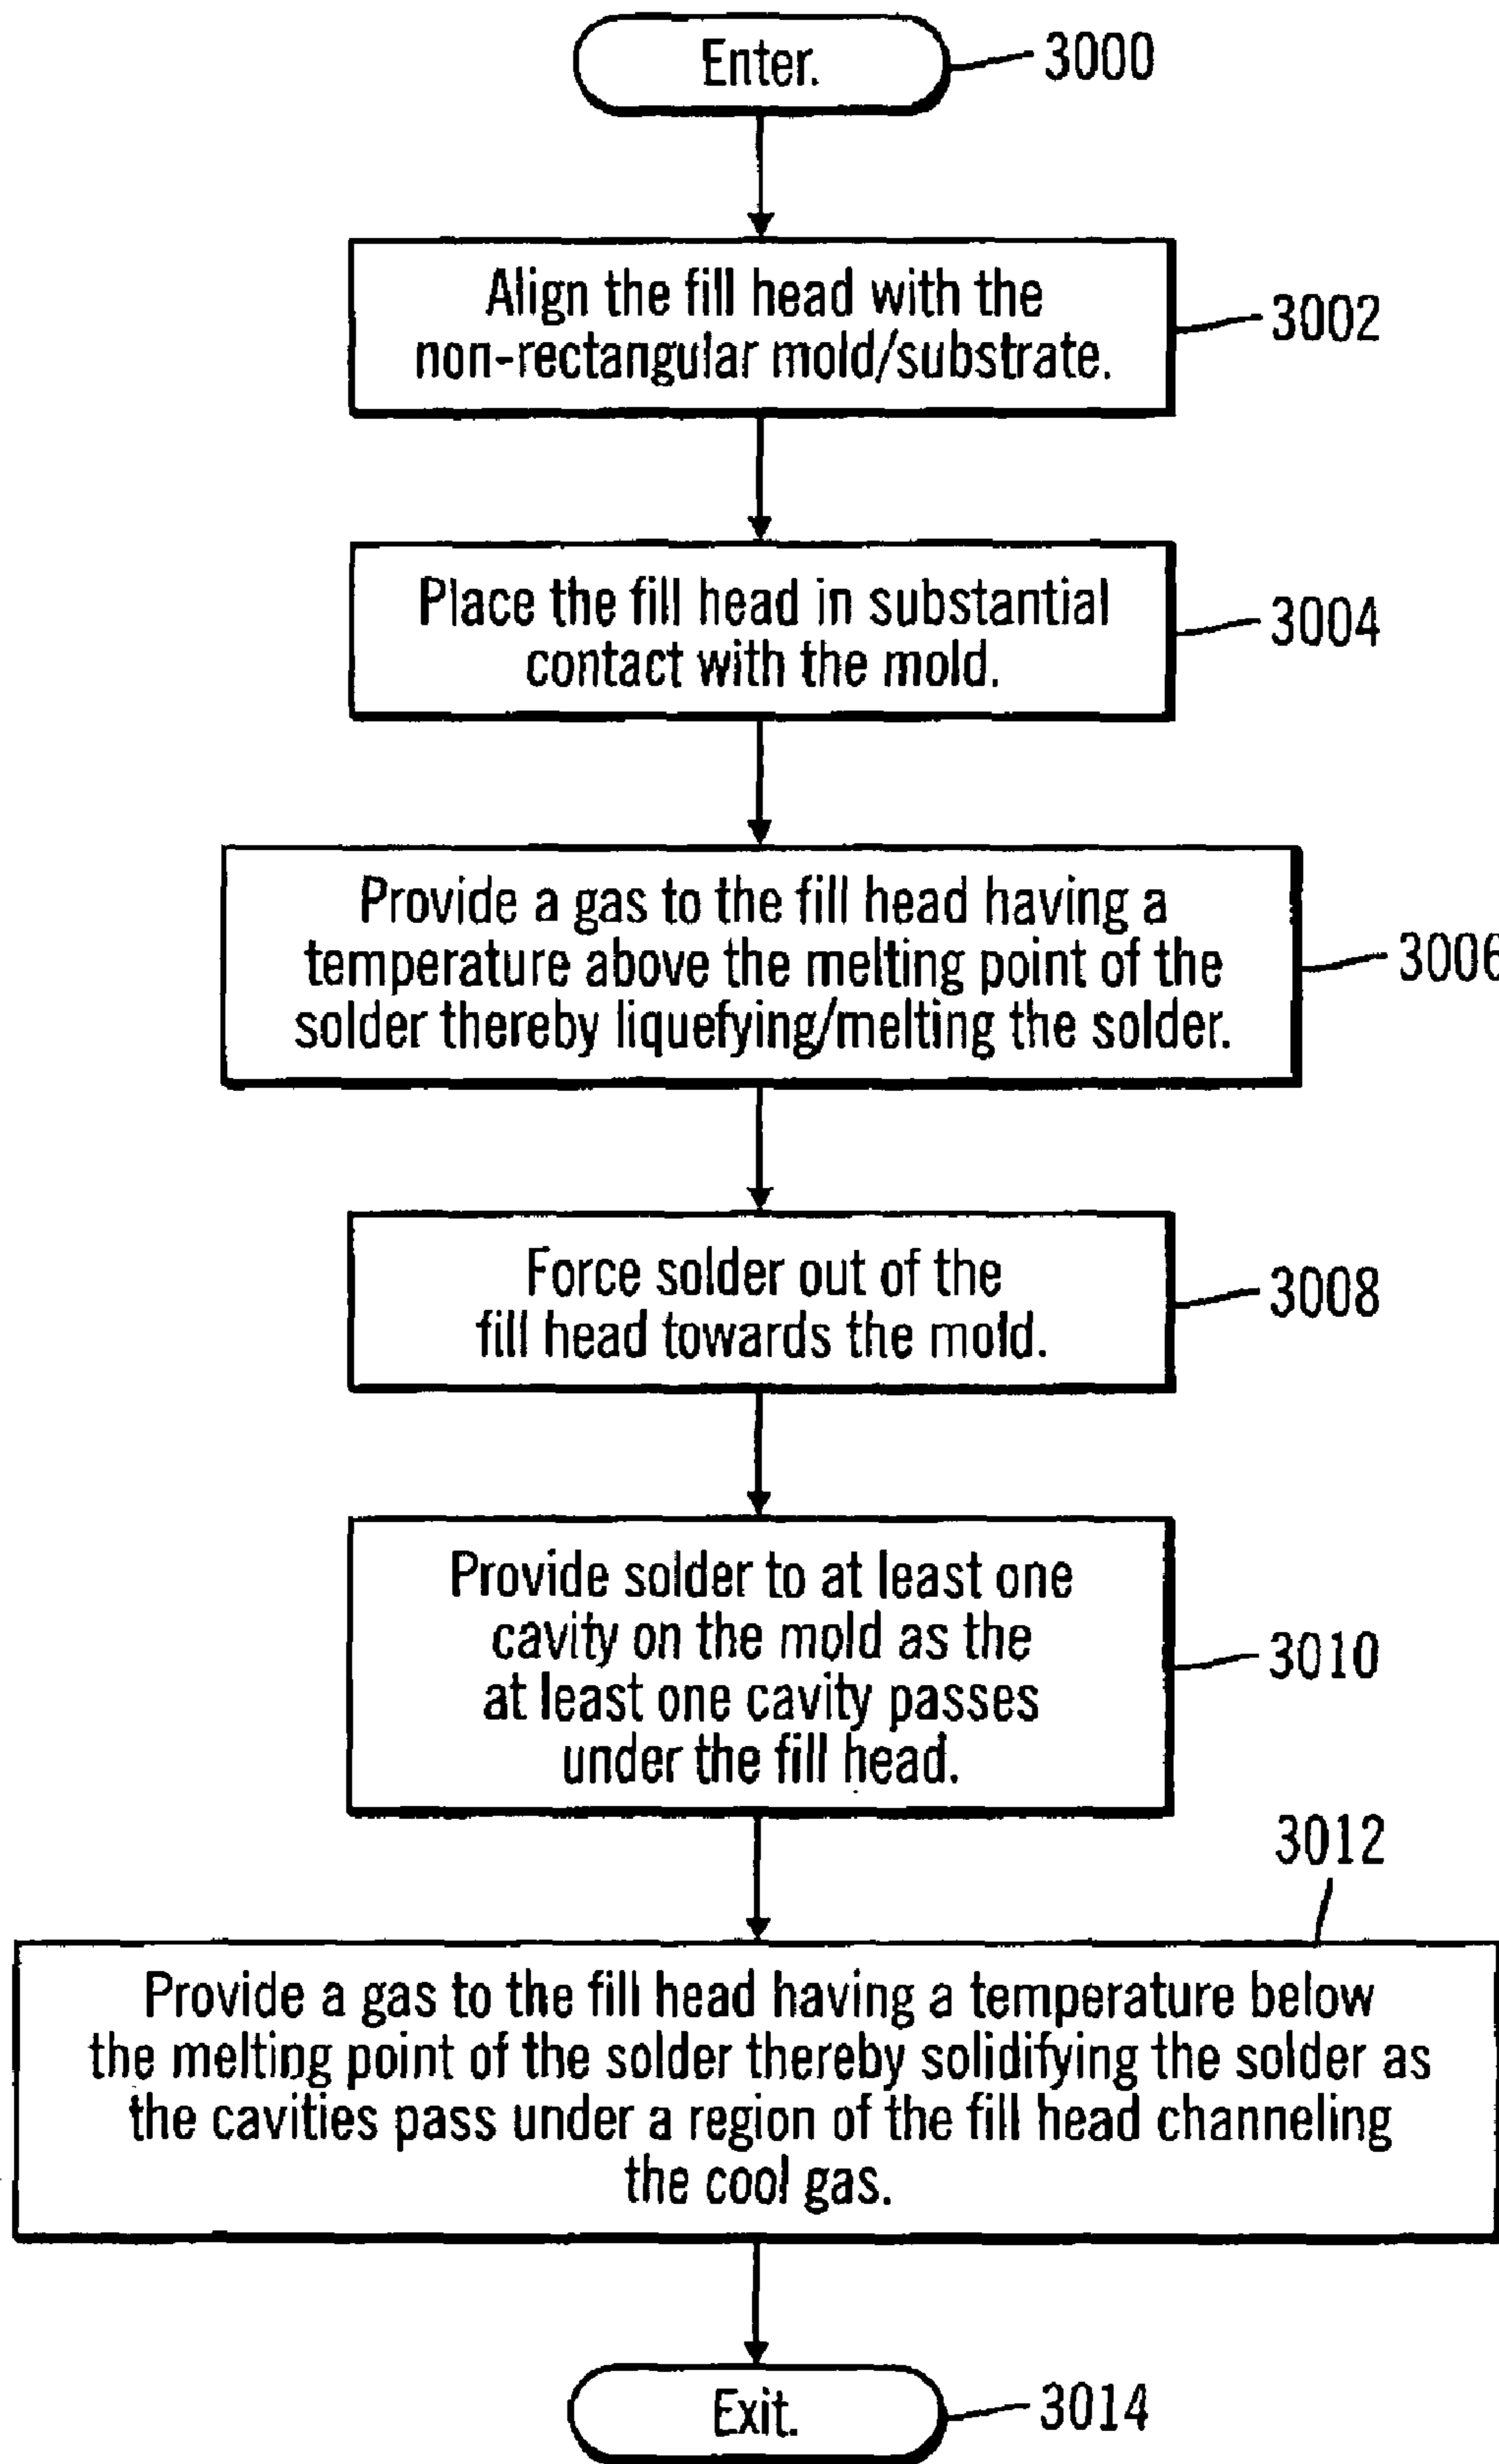 Enter.
3000
Align the fill head with the
non-rectangular mold/substrate.
3002
Place the fill head in substantial
contact with the mold.
3004
Provide a gas to the fill head having a
temperature above the melting point of the
solder thereby liquefying/melting the solder.
3006
Force solder out of the
fill head towards the mold.
3008
Provide solder to at least one
cavity on the mold as the
at least one cavity passes
under the fill head.
3010
3012
Provide a gas to the fill head having a temperature below
the melting point of the solder thereby solidifying the solder as
the cavities pass under a region of the fill head channeling
the cool gas.
Exit.
3014